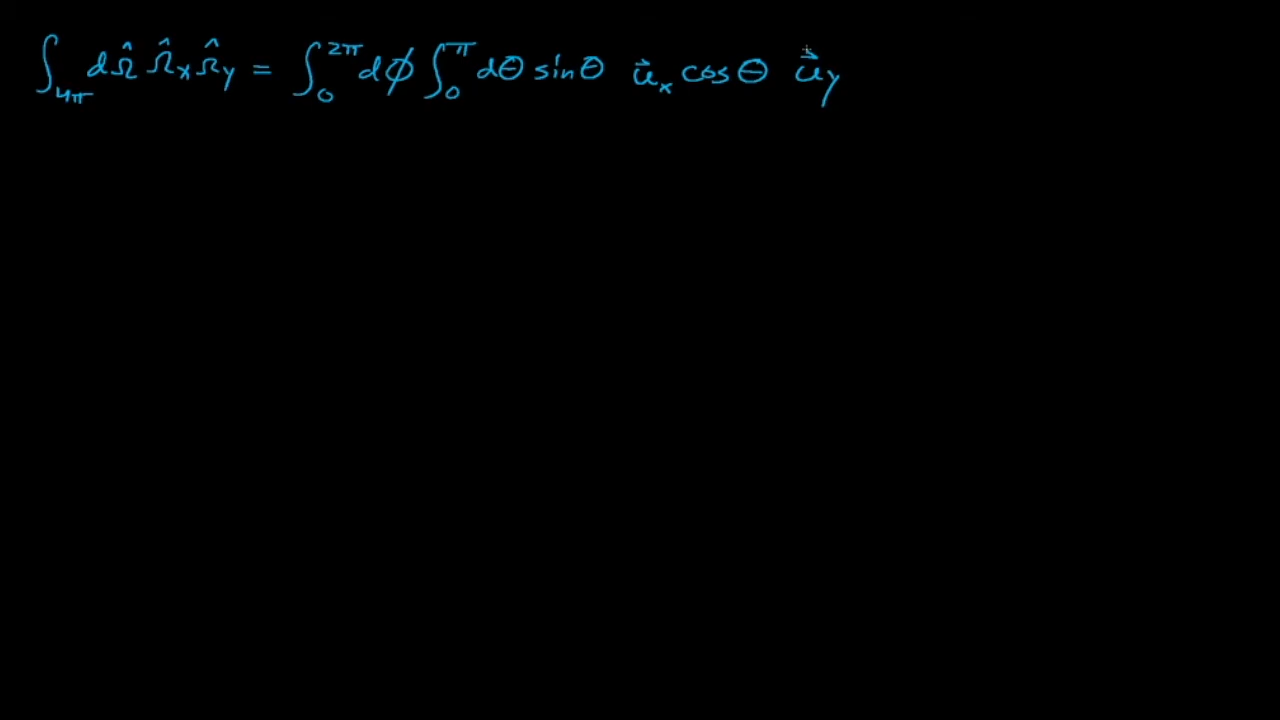 ∫_{4π} dΩ̂ Ω̂_x Ω̂_y = ∫_0^{2π} dϕ ∫_0^π dθ sinθ u⃗_x cosθ u⃗_y